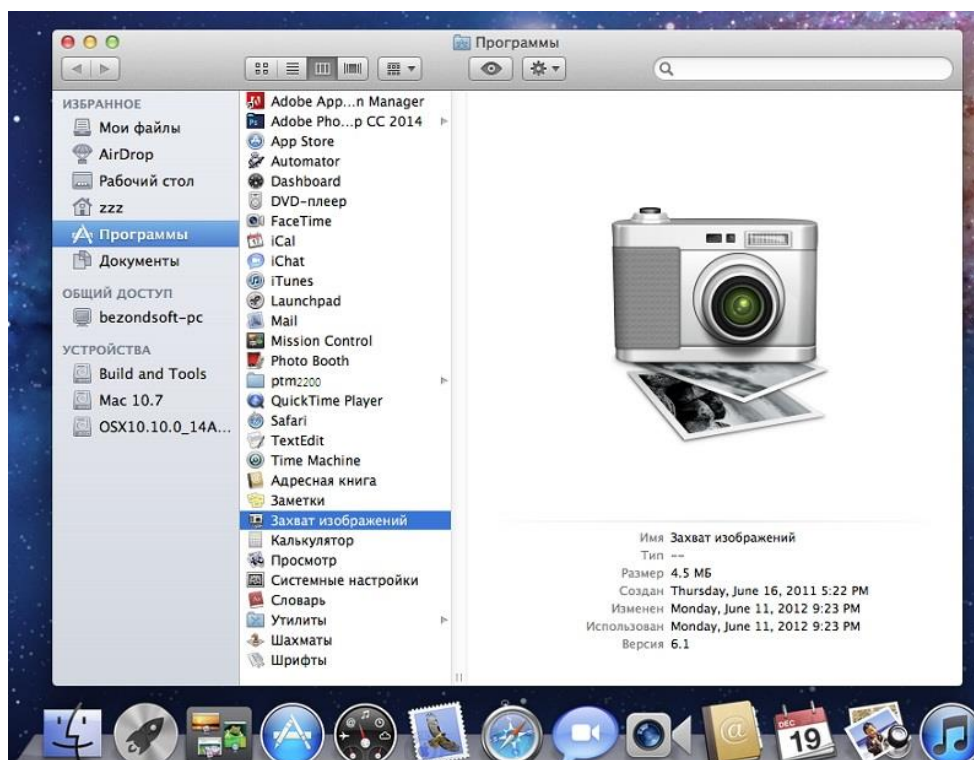 Программы
ИЗБРАННОЕ
Мои файлы
AirDrop
Рабочий стол
zzz
Программы
Документы
ОБЩИЙ ДОСТУП
bezondsoft-pc
УСТРОЙСТВА
Build and Tools
Mac 10.7
OSX10.10.0_14A...
Adobe App...n Manager
Adobe Pho...p CC 2014
App Store
Automator
Dashboard
DVD-плеер
FaceTime
iCal
iChat
iTunes
Launchpad
Mail
Mission Control
Photo Booth
ptm2200
QuickTime Player
Safari
TextEdit
Time Machine
Адресная книга
Заметки
Захват изображений
Калькулятор
Просмотр
Системные настройки
Словарь
Утилиты
Шахматы
Шрифты
Имя Захват изображений
Тип --
Размер 4.5 МБ
Создан Thursday, June 16, 2011 5:22 PM
Изменен Monday, June 11, 2012 9:23 PM
Использован Monday, June 11, 2012 9:23 PM
Версия 6.1
DEC
19